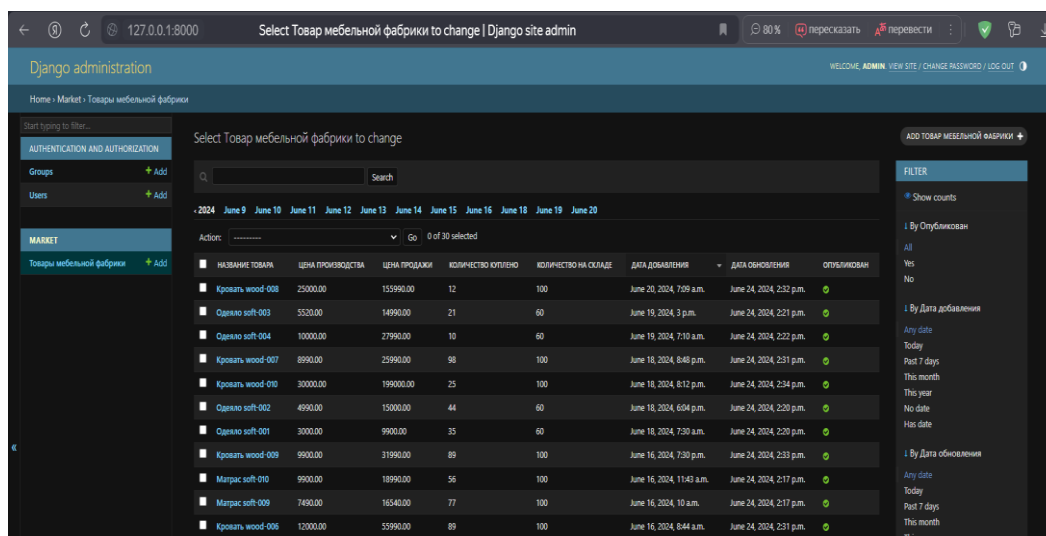 127.0.0.1:8000 Select Товар мебельной фабрики to change | Django site admin 80 % пересказать перевести
Django administration
WELCOME, ADMIN. VIEW SITE / CHANGE PASSWORD / LOG OUT
Home › Market › Товары мебельной фабрики
Start typing to filter...
AUTHENTICATION AND AUTHORIZATION
Groups + Add
Users + Add
MARKET
Товары мебельной фабрики + Add
«
Select Товар мебельной фабрики to change
ADD ТОВАР МЕБЕЛЬНОЙ ФАБРИКИ +
Search
‹ 2024 June 9 June 10 June 11 June 12 June 13 June 14 June 15 June 16 June 18 June 19 June 20
Action: --------- Go 0 of 30 selected
НАЗВАНИЕ ТОВАРА ЦЕНА ПРОИЗВОДСТВА ЦЕНА ПРОДАЖИ КОЛИЧЕСТВО КУПЛЕНО КОЛИЧЕСТВО НА СКЛАДЕ ДАТА ДОБАВЛЕНИЯ ДАТА ОБНОВЛЕНИЯ ОПУБЛИКОВАН
Кровать wood-008 25000.00 155990.00 12 100 June 20, 2024, 7:09 a.m. June 24, 2024, 2:32 p.m.
Одеяло soft-003 5520.00 14990.00 21 60 June 19, 2024, 3 p.m. June 24, 2024, 2:21 p.m.
Одеяло soft-004 10000.00 27990.00 10 60 June 19, 2024, 7:10 a.m. June 24, 2024, 2:22 p.m.
Кровать wood-007 8990.00 25990.00 98 100 June 18, 2024, 8:48 p.m. June 24, 2024, 2:31 p.m.
Кровать wood-010 30000.00 199000.00 25 100 June 18, 2024, 8:12 p.m. June 24, 2024, 2:34 p.m.
Одеяло soft-002 4990.00 15000.00 44 60 June 18, 2024, 6:04 p.m. June 24, 2024, 2:20 p.m.
Одеяло soft-001 3000.00 9900.00 35 60 June 18, 2024, 7:30 a.m. June 24, 2024, 2:20 p.m.
Кровать wood-009 9900.00 31990.00 89 100 June 16, 2024, 7:30 p.m. June 24, 2024, 2:33 p.m.
Матрас soft-010 9900.00 18990.00 56 100 June 16, 2024, 11:43 a.m. June 24, 2024, 2:17 p.m.
Матрас soft-009 7490.00 16540.00 77 100 June 16, 2024, 10 a.m. June 24, 2024, 2:17 p.m.
Кровать wood-006 12000.00 55990.00 89 100 June 16, 2024, 8:44 a.m. June 24, 2024, 2:31 p.m.
FILTER
Show counts
↓ By Опубликован
All
Yes
No
↓ By Дата добавления
Any date
Today
Past 7 days
This month
This year
No date
Has date
↓ By Дата обновления
Any date
Today
Past 7 days
This month